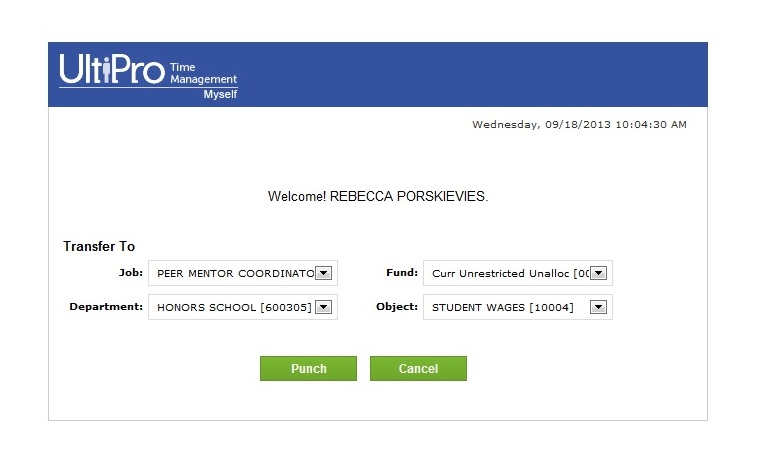 UltiPro Time Management
Myself
Wednesday, 09/18/2013 10:04:30 AM
Welcome! REBECCA PORSKIEVIES.
Transfer To
Job: PEER MENTOR COORDINATO Fund: Curr Unrestricted Unalloc [00
Department: HONORS SCHOOL [600305] Object: STUDENT WAGES [10004]
Punch Cancel